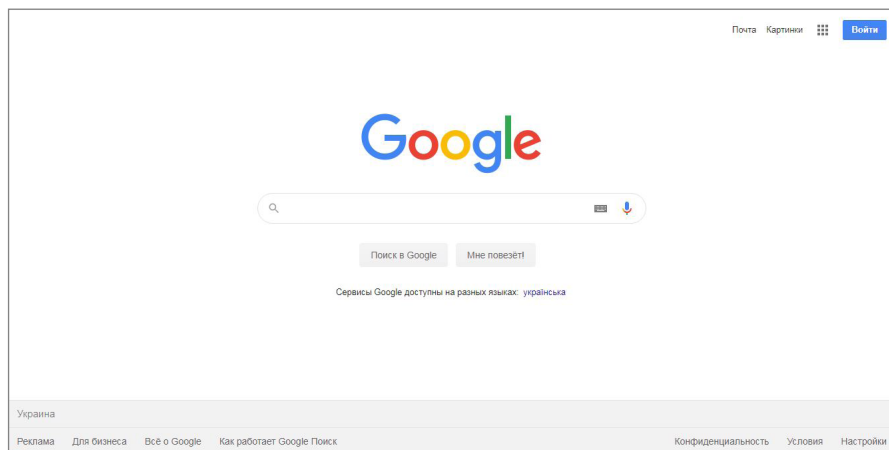 Почта Картинки Войти
Google
Поиск в Google Мне повезёт!
Сервисы Google доступны на разных языках: українська
Украина
Реклама Для бизнеса Всё о Google Как работает Google Поиск Конфиденциальность Условия Настройки